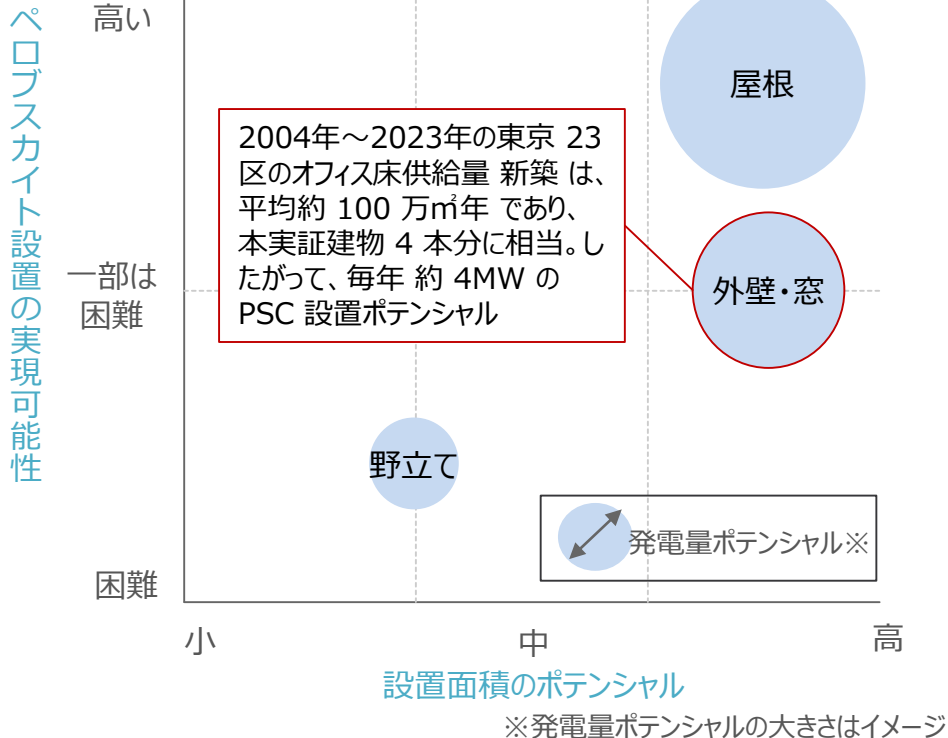 ペロブスカイト設置の実現可能性
高い
屋根
2004年～2023年の東京 23
区のオフィス床供給量 新築 は、
平均約 100 万㎡年 であり、
本実証建物 4 本分に相当。し
たがって、毎年 約 4MW の
PSC 設置ポテンシャル
一部は
困難
外壁・窓
野立て
発電量ポテンシャル※
困難
小
中
高
設置面積のポテンシャル
※発電量ポテンシャルの大きさはイメージ